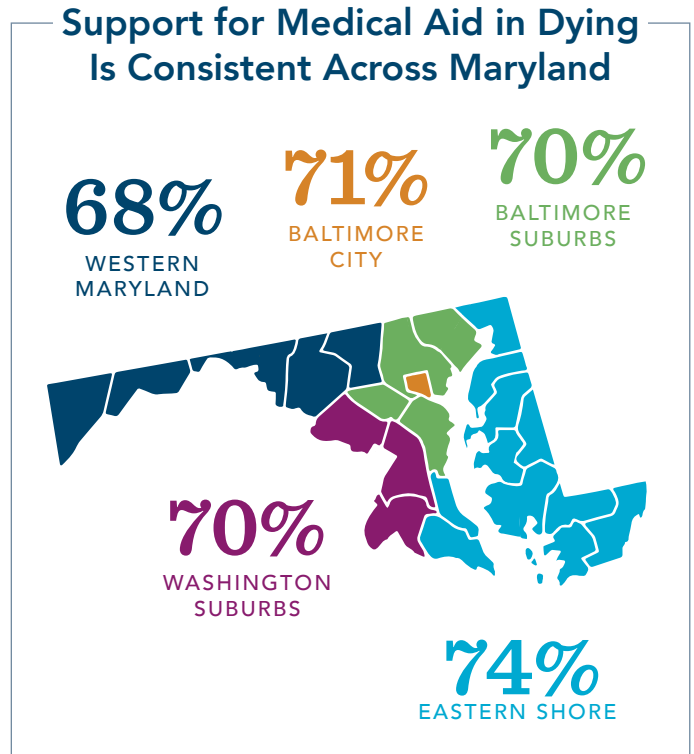 Support for Medical Aid in Dying
Is Consistent Across Maryland
68%
WESTERN
MARYLAND
71%
BALTIMORE
CITY
70%
BALTIMORE
SUBURBS
70%
WASHINGTON
SUBURBS
74%
EASTERN SHORE